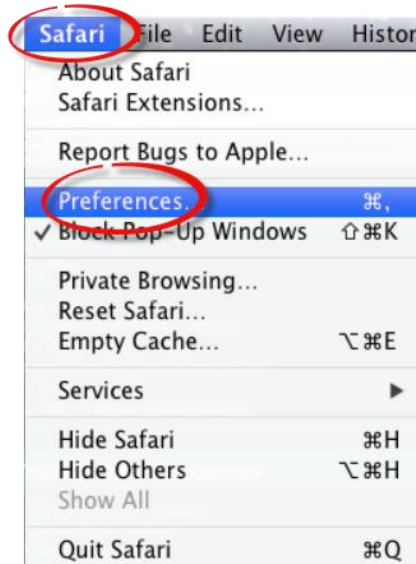 Safari File Edit View Histor
About Safari
Safari Extensions...
Report Bugs to Apple...
Preferences. ⌘,
✓ Block Pop-Up Windows ⇧⌘K
Private Browsing...
Reset Safari...
Empty Cache... ⌥⌘E
Services ▶
Hide Safari ⌘H
Hide Others ⌥⌘H
Show All
Quit Safari ⌘Q